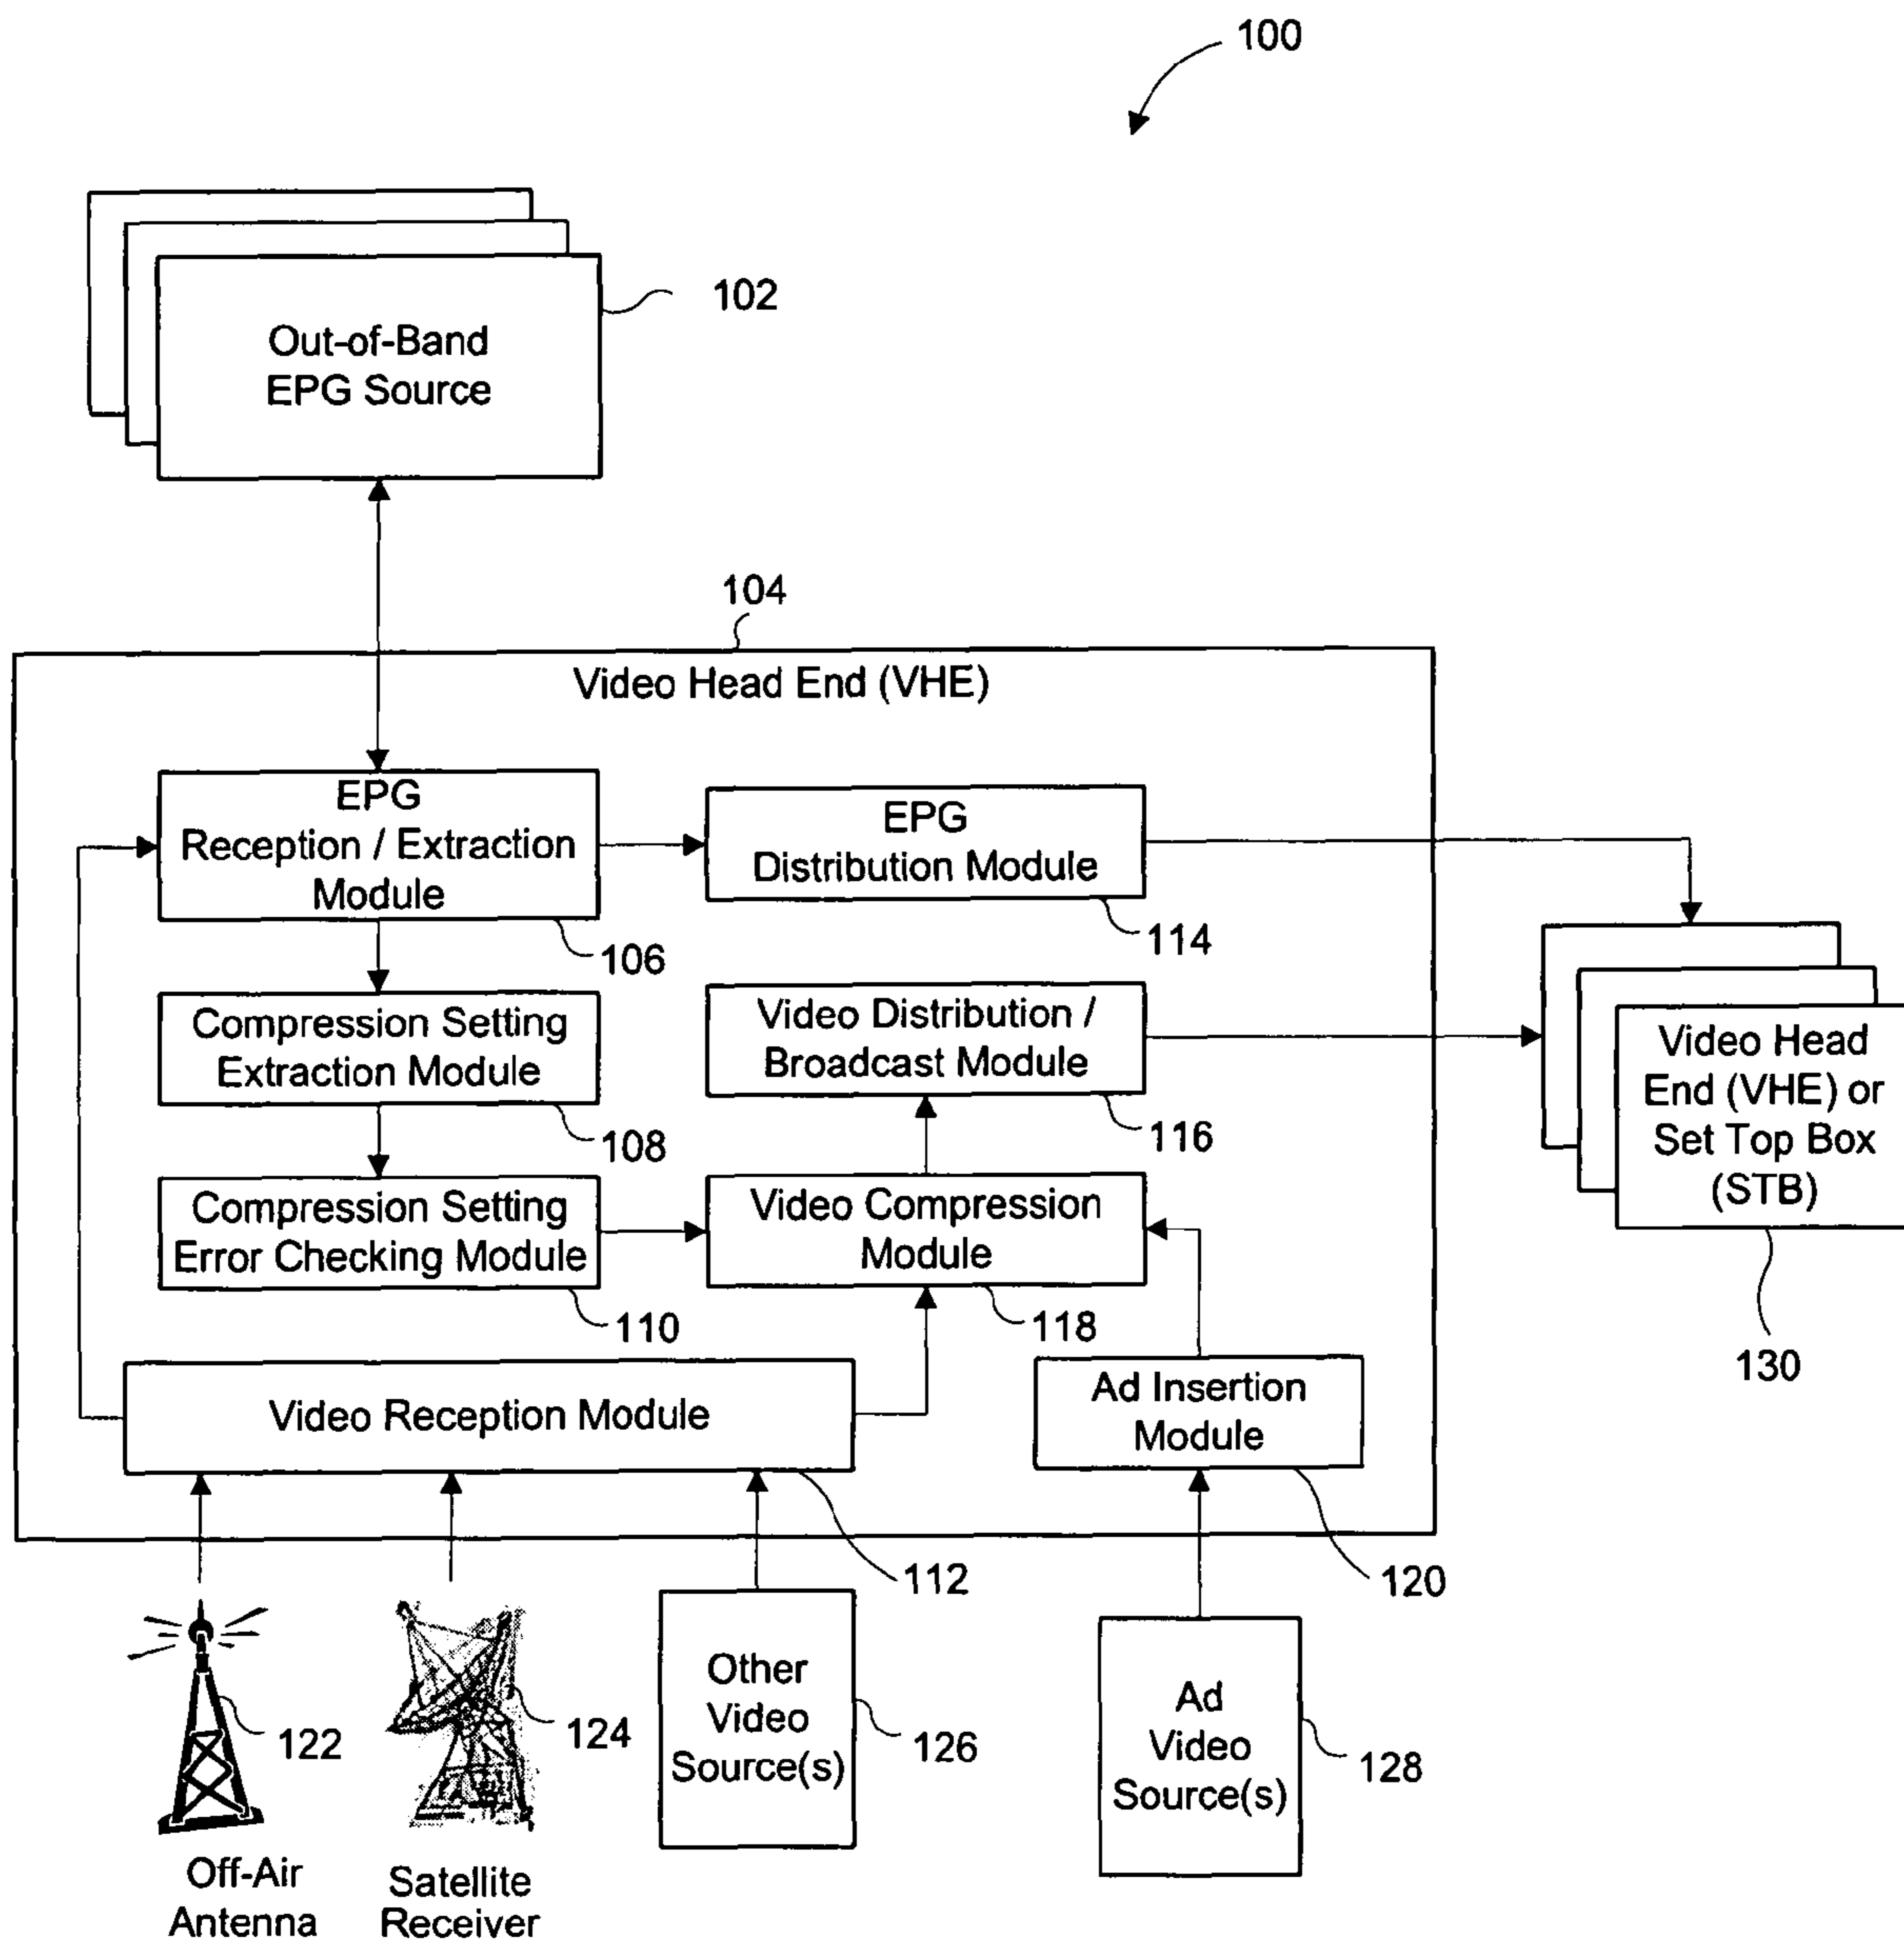 100
102
Out-of-Band
EPG Source
104
Video Head End (VHE)
EPG
Reception / Extraction
Module
106
EPG
Distribution Module
114
Compression Setting
Extraction Module
108
Video Distribution /
Broadcast Module
116
Video Head
End (VHE) or
Set Top Box
(STB)
130
Compression Setting
Error Checking Module
110
Video Compression
Module
118
Video Reception Module
112
Ad Insertion
Module
120
122
Off-Air
Antenna
124
Satellite
Receiver
Other
Video
Source(s)
126
Ad
Video
Source(s)
128